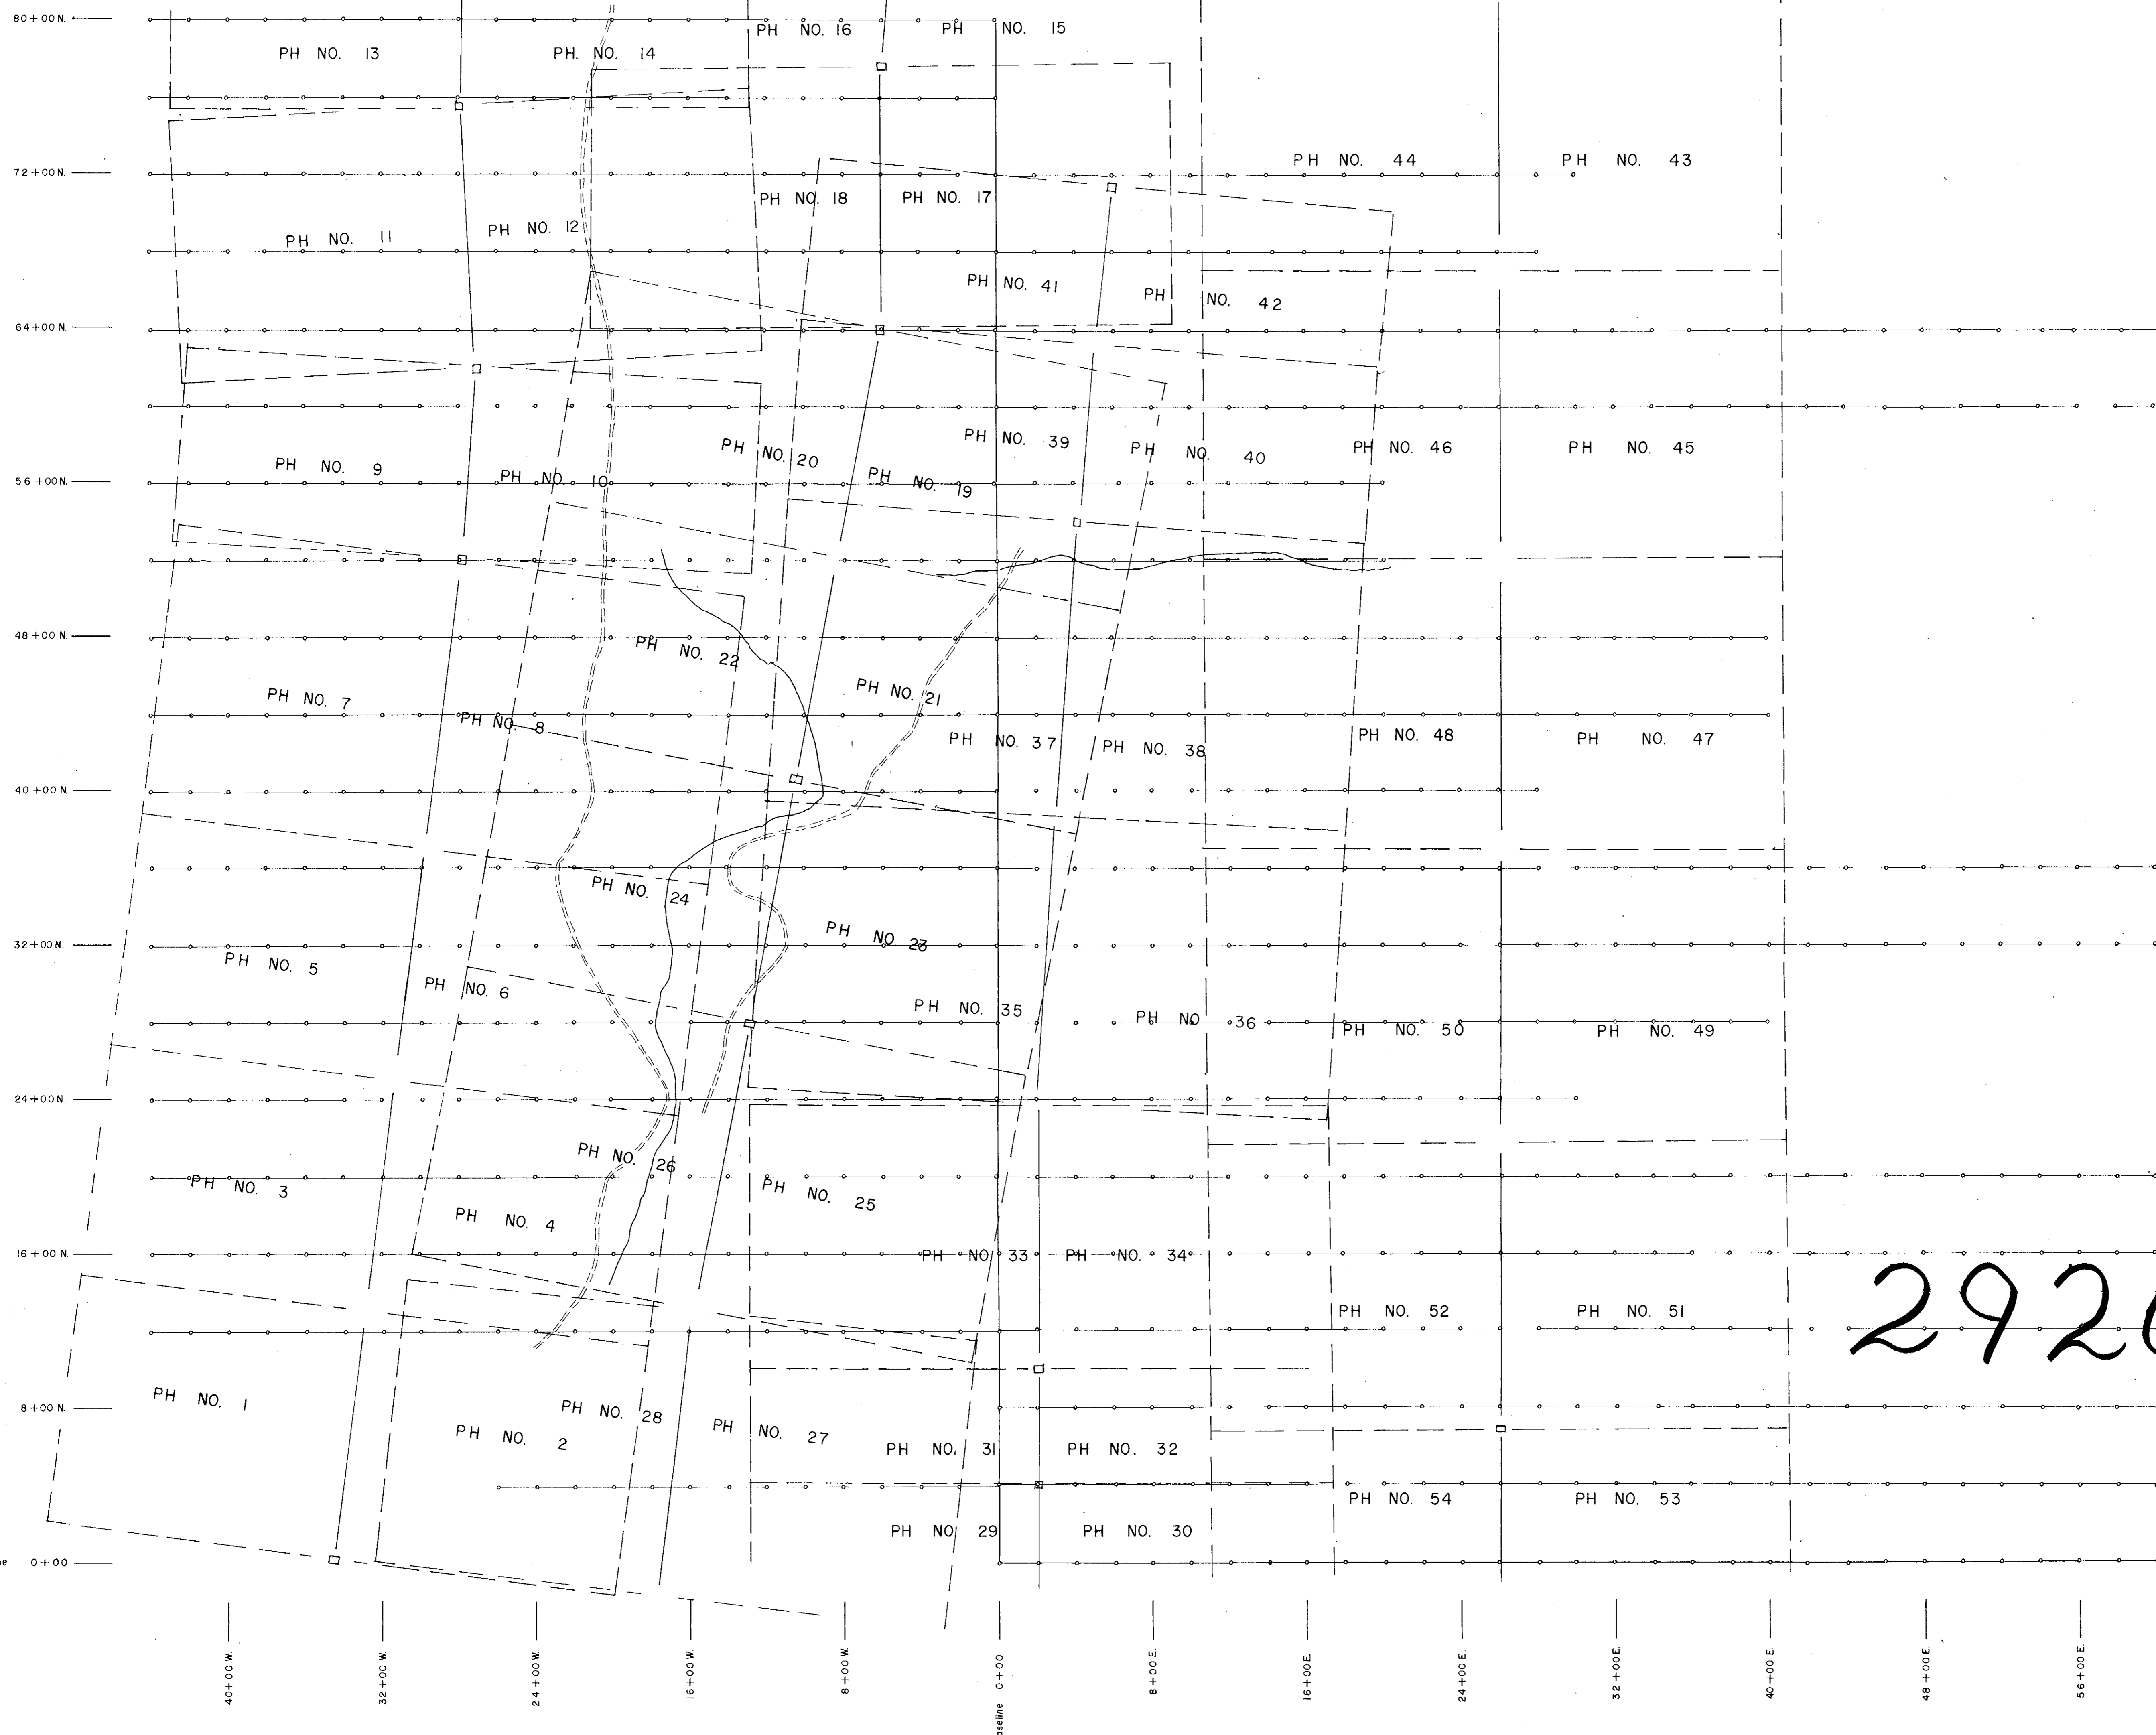 80+00 N.
PH NO. 16
PH NO. 15
PH NO. 13
PH. NO. 14
72+00 N.
PH NO. 44
PH NO. 43
PH NO. 18
PH NO. 17
PH NO. 11
PH NO. 12
PH NO. 41
PH NO. 42
64+00 N.
PH NO. 39
PH NO. 20
PH NO. 40
PH NO. 46
PH NO. 45
PH NO. 9
PH NO. 10
PH NO. 19
56+00 N.
48+00 N.
PH NO. 22
PH NO. 7
PH NO. 21
PH NO. 8
PH NO. 37
PH NO. 38
PH NO. 48
PH NO. 47
40+00 N.
PH NO. 24
PH NO. 23
32+00 N.
PH NO. 5
PH NO. 6
PH NO. 35
PH NO 36
PH NO. 50
PH NO. 49
24+00 N.
PH NO. 26
PH NO. 3
PH NO. 25
PH NO. 4
16+00 N.
PH NO. 33
PH NO. 34
PH NO. 52
PH NO. 51
292
PH NO. 1
8+00 N.
PH NO. 28
PH NO. 2
PH NO. 27
PH NO. 31
PH NO. 32
PH NO. 54
PH NO. 53
PH NO. 29
PH NO. 30
0+00
40+00 W.
32+00 W.
24+00 W.
16+00 W.
8+00 W.
aseline 0+00
8+00 E.
16+00 E.
24+00 E.
32+00 E.
40+00 E.
48+00 E.
56+00 E.